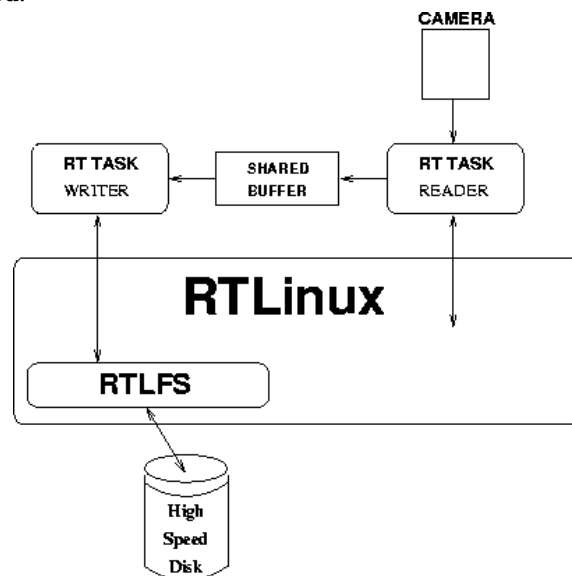 CAMERA
RT TASK
WRITER
SHARED
BUFFER
RT TASK
READER
RTLinux
RTLFS
High
Speed
Disk